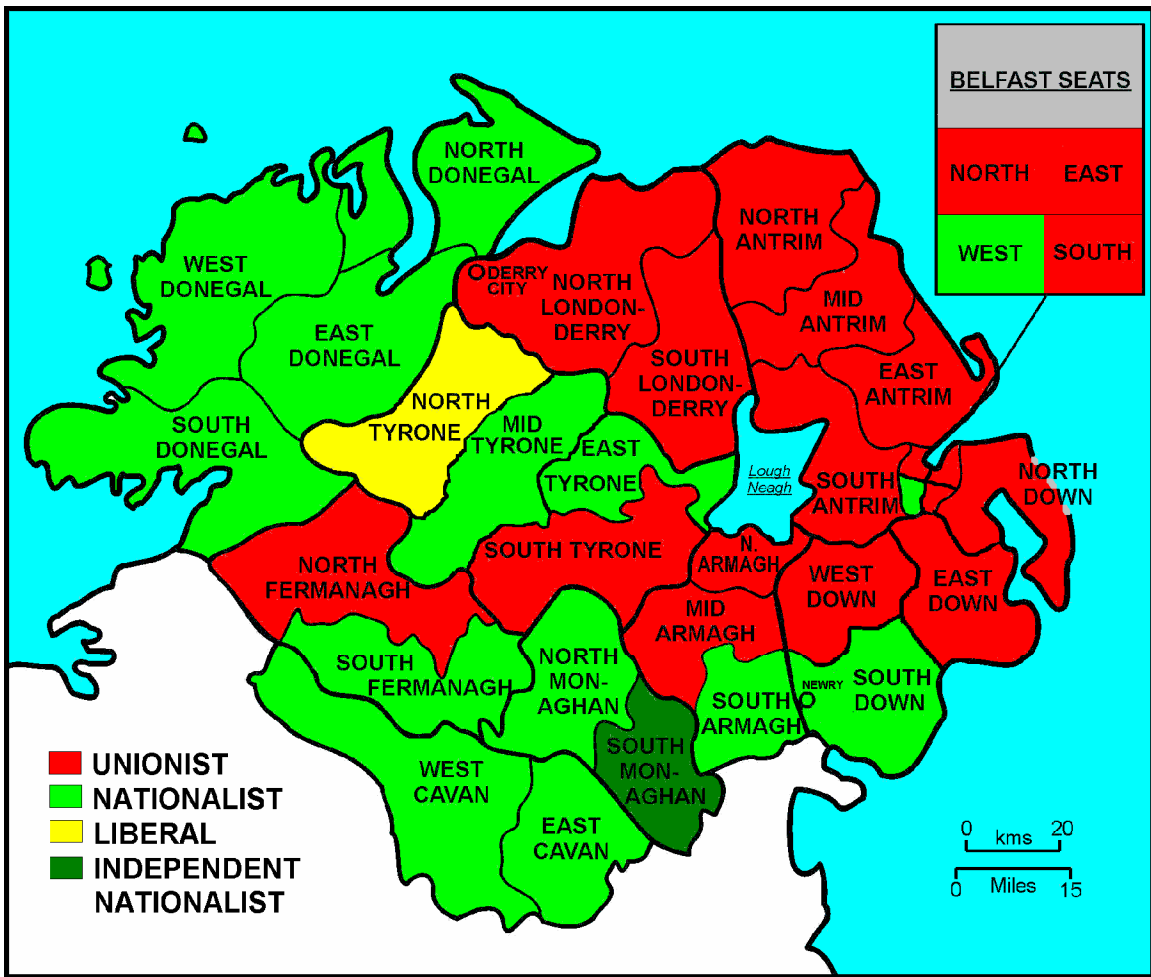 BELFAST SEATS
NORTH EAST
WEST SOUTH
NORTH
DONEGAL
WEST
DONEGAL
EAST
DONEGAL
SOUTH
DONEGAL
DERRY
CITY
NORTH
LONDON-
DERRY
SOUTH
LONDON-
DERRY
NORTH
ANTRIM
MID
ANTRIM
EAST
ANTRIM
SOUTH
ANTRIM
NORTH
TYRONE
MID
TYRONE
EAST
TYRONE
SOUTH TYRONE
Lough
Neagh
NORTH
DOWN
NORTH
FERMANAGH
SOUTH
FERMANAGH
N.
ARMAGH
MID
ARMAGH
SOUTH
ARMAGH
WEST
DOWN
EAST
DOWN
NEWRY
SOUTH
DOWN
NORTH
MON-
AGHAN
SOUTH
MON-
AGHAN
WEST
CAVAN
EAST
CAVAN
UNIONIST
NATIONALIST
LIBERAL
INDEPENDENT
NATIONALIST
0 20
kms
0 Miles 15